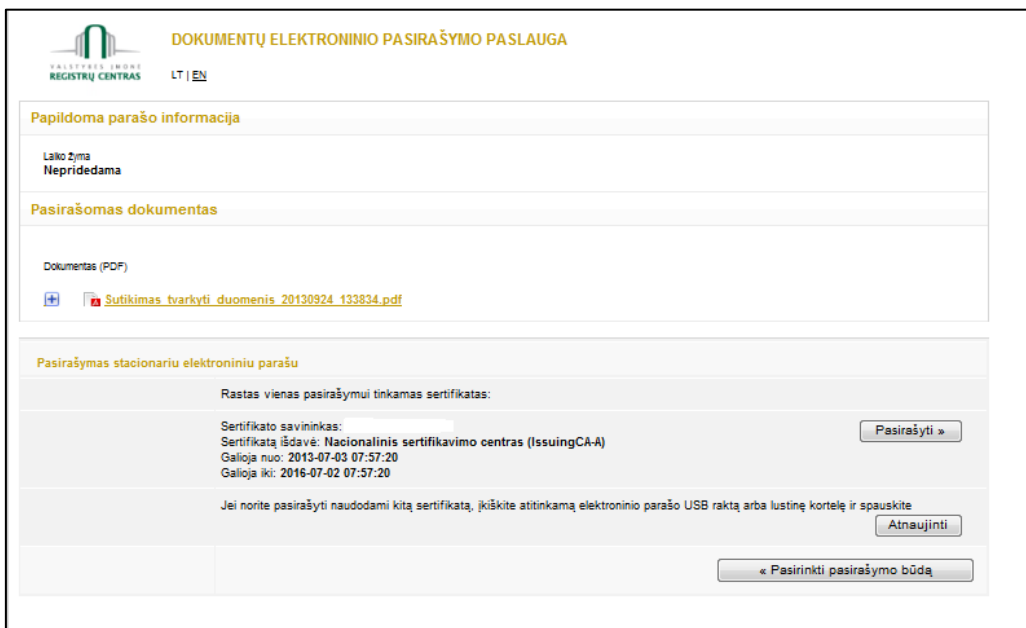 DOKUMENTŲ ELEKTRONINIO PASIRAŠYMO PASLAUGA
VALSTYBĖS ĮMONĖ
REGISTRŲ CENTRAS
LT | EN
Papildoma parašo informacija
Laiko žyma
Nepridedama
Pasirašomas dokumentas
Dokumentas (PDF)
Sutikimas_tvarkyti_duomenis_20130924_133834.pdf
Pasirašymas stacionariu elektroniniu parašu
Rastas vienas pasirašymui tinkamas sertifikatas:
Sertifikato savininkas:
Sertifikatą išdavė: Nacionalinis sertifikavimo centras (IssuingCA-A)
Galioja nuo: 2013-07-03 07:57:20
Galioja iki: 2016-07-02 07:57:20
Pasirašyti »
Jei norite pasirašyti naudodami kitą sertifikatą, įkiškite atitinkamą elektroninio parašo USB raktą arba lustinę kortelę ir spauskite
Atnaujinti
« Pasirinkti pasirašymo būdą